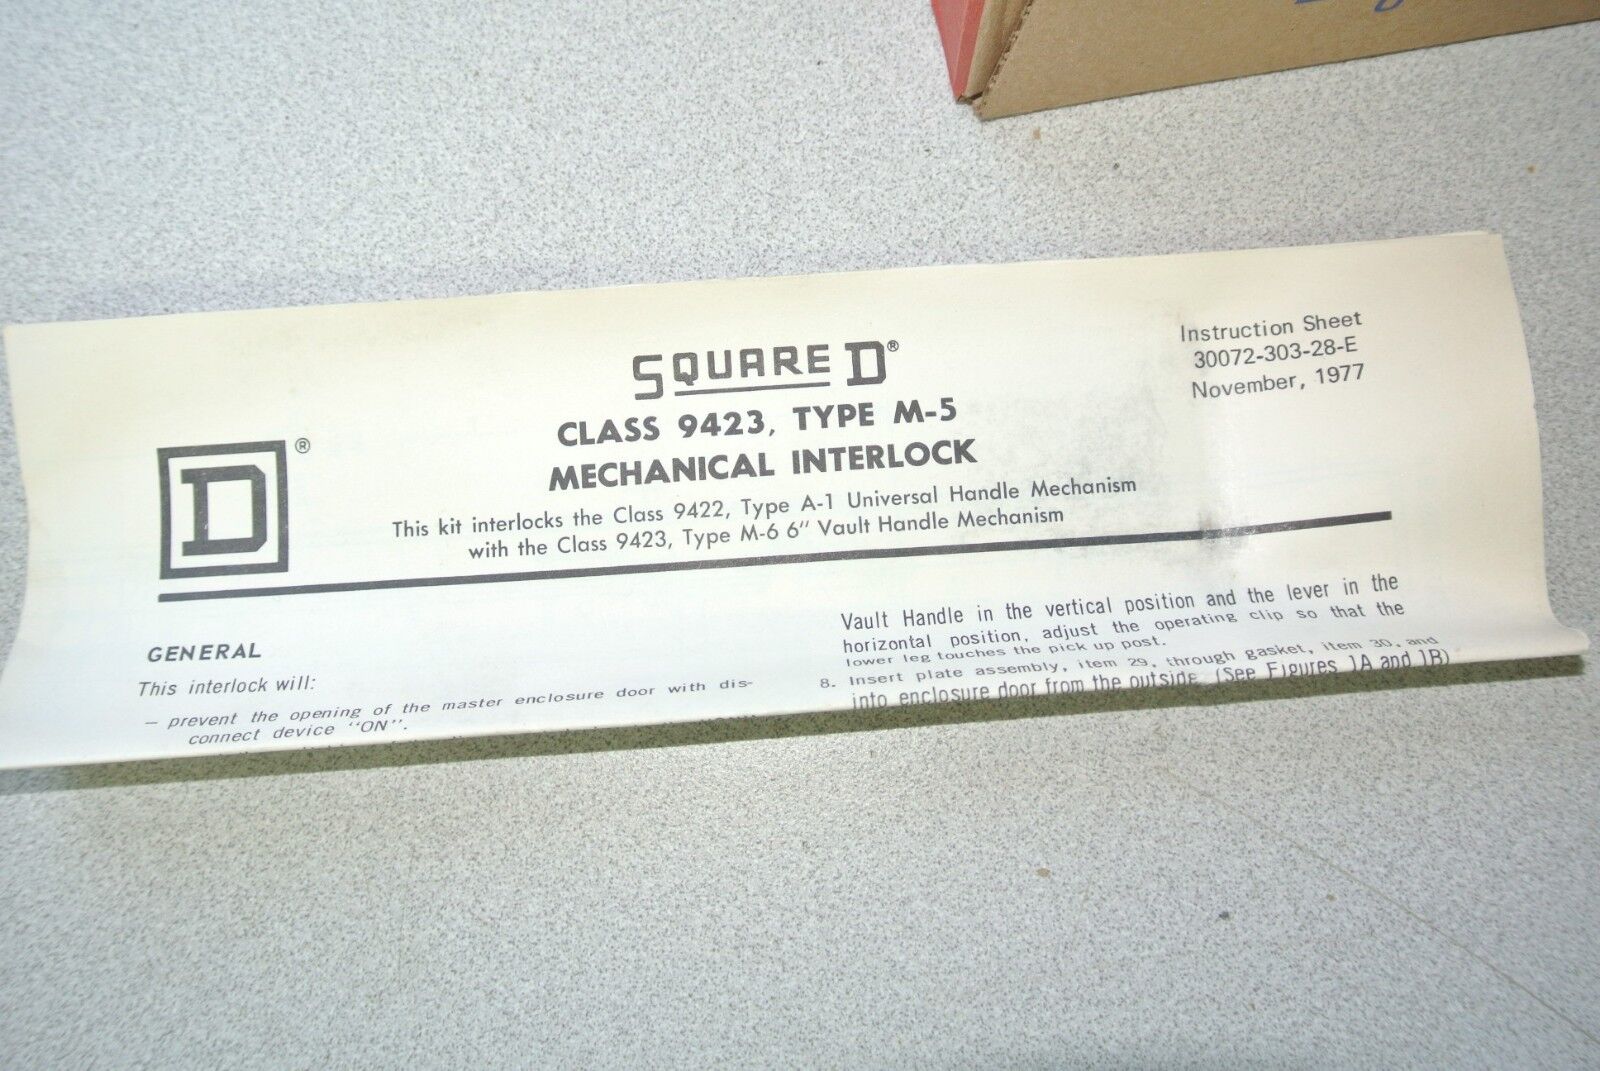 SQUARE D®
CLASS 9423, TYPE M-5
MECHANICAL INTERLOCK
This kit interlocks the Class 9422, Type A-1 Universal Handle Mechanism
with the Class 9423, Type M-6 6" Vault Handle Mechanism
Instruction Sheet
30072-303-28-E
November, 1977
D ®
GENERAL
This interlock will:
— prevent the opening of the master enclosure door with dis-
connect device "ON".
Vault Handle in the vertical position and the lever in the
horizontal position, adjust the operating clip so that the
lower leg touches the pick up post.
8. Insert plate assembly, item 29, through gasket, item 30, and
into enclosure door from the outside. (See Figures 1A and 1B)